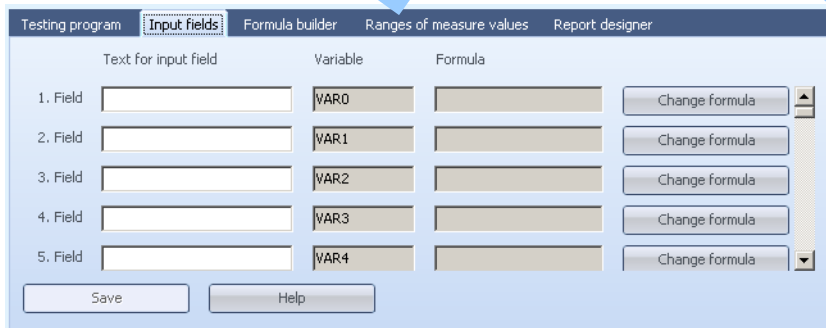 Testing program Input fields Formula builder Ranges of measure values Report designer
Text for input field Variable Formula
1. Field VAR0 Change formula
2. Field VAR1 Change formula
3. Field VAR2 Change formula
4. Field VAR3 Change formula
5. Field VAR4 Change formula
Save Help